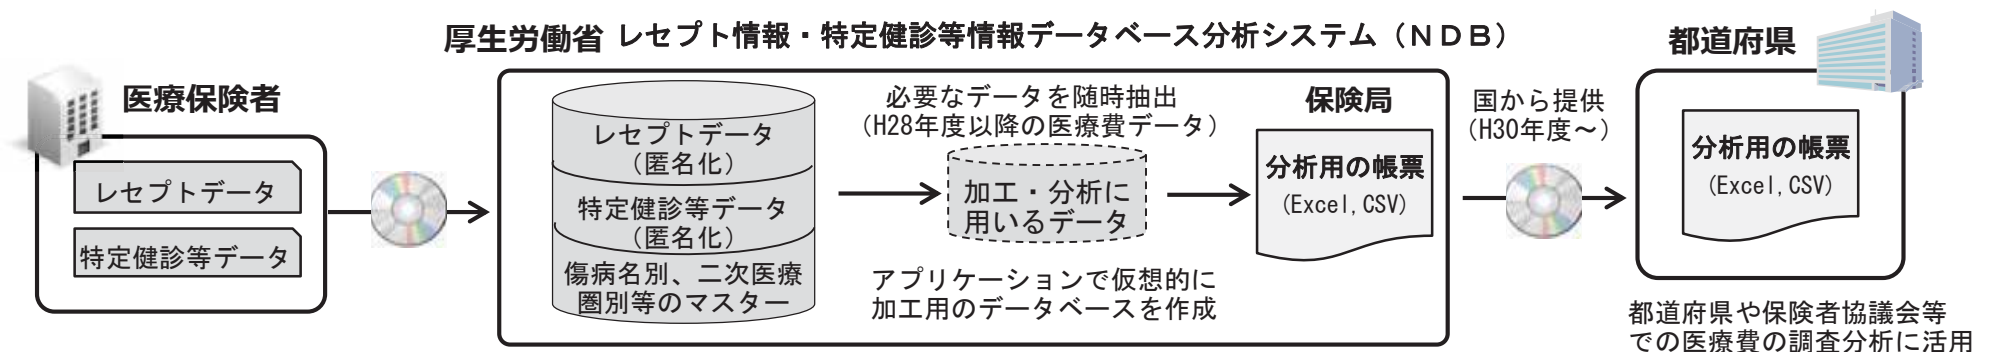 厚生労働省 レセプト情報・特定健診等情報データベース分析システム（ＮＤＢ）
医療保険者
レセプトデータ
特定健診等データ
レセプトデータ
（匿名化）
特定健診等データ
（匿名化）
傷病名別、二次医療
圏別等のマスター
必要なデータを随時抽出
（H28年度以降の医療費データ）
加工・分析に
用いるデータ
アプリケーションで仮想的に
加工用のデータベースを作成
保険局
分析用の帳票
(Excel, CSV)
国から提供
（H30年度～）
都道府県
分析用の帳票
(Excel, CSV)
都道府県や保険者協議会等
での医療費の調査分析に活用